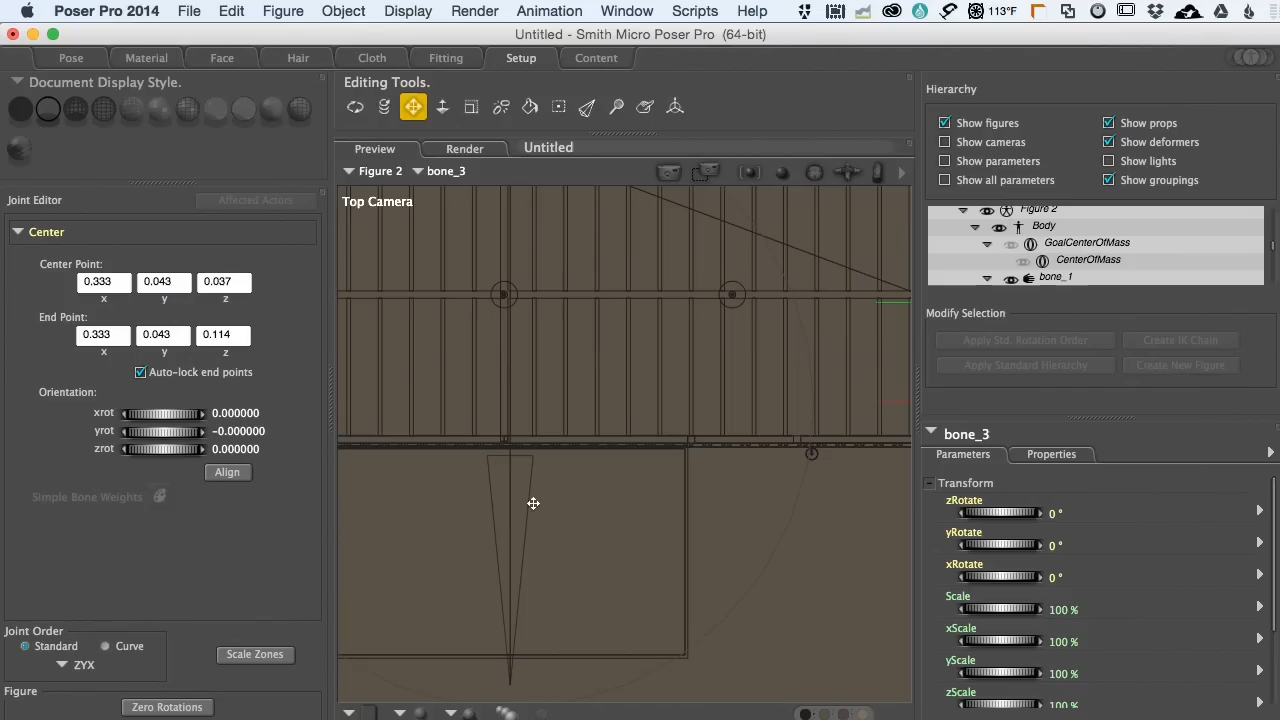 Poser Pro 2014 File Edit Figure Object Display Render Animation Window Scripts Help 113°F
Untitled - Smith Micro Poser Pro (64-bit)
Pose Material Face Hair Cloth Fitting Setup Content
Document Display Style.
Editing Tools.
Hierarchy
Show figures Show props
Show cameras Show deformers
Show parameters Show lights
Show all parameters Show groupings
Preview Render Untitled
Figure 2 bone_3
Top Camera
Joint Editor Affected Actors
Center
Center Point:
0.333 0.043 0.037
x y z
End Point:
0.333 0.043 0.114
x y z
Auto-lock end points
Orientation:
xrot 0.000000
yrot -0.000000
zrot 0.000000
Align
Simple Bone Weights
Joint Order
Standard Curve
ZYX
Scale Zones
Figure
Zero Rotations
Figure 2
Body
GoalCenterOfMass
CenterOfMass
bone_1
Modify Selection
Apply Std. Rotation Order Create IK Chain
Apply Standard Hierarchy Create New Figure
bone_3
Parameters Properties
Transform
zRotate
0 °
yRotate
0 °
xRotate
0 °
Scale
100 %
xScale
100 %
yScale
100 %
zScale
100 %